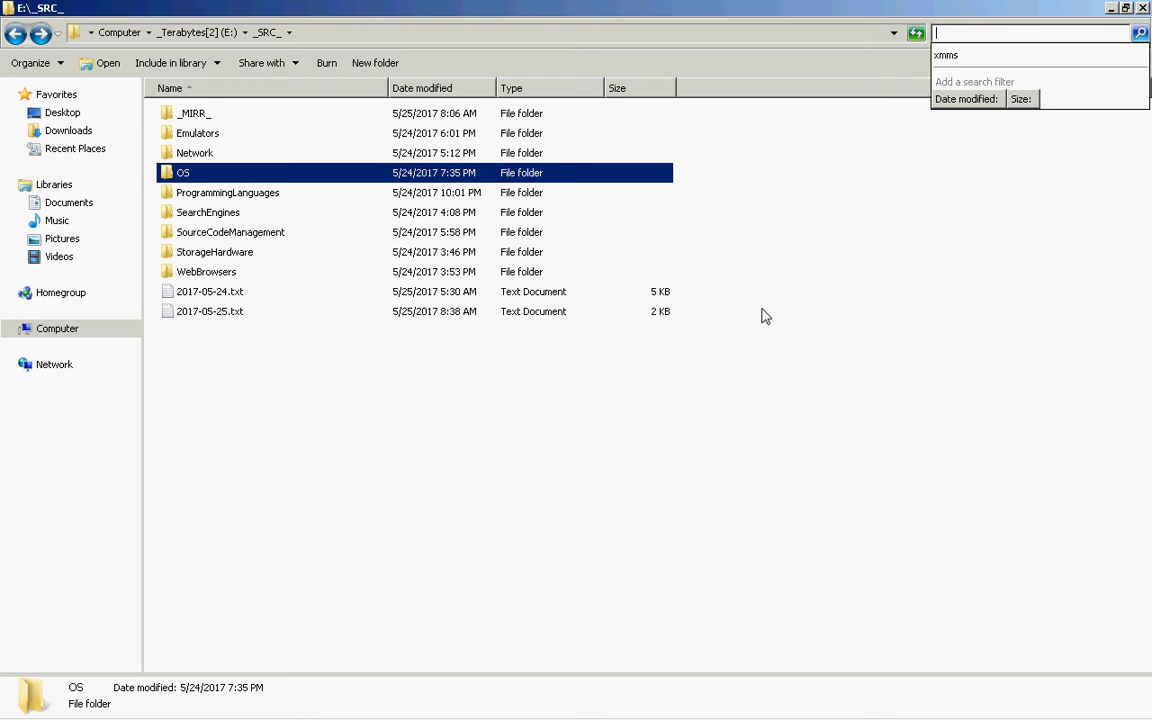 E:\_SRC_
Computer _Terabytes[2] (E:) _SRC_
xmms
Add a search filter
Date modified: Size:
Organize Open Include in library Share with Burn New folder
Favorites
Desktop
Downloads
Recent Places
Libraries
Documents
Music
Pictures
Videos
Homegroup
Computer
Network
Name Date modified Type Size
_MIRR_ 5/25/2017 8:06 AM File folder
Emulators 5/24/2017 6:01 PM File folder
Network 5/24/2017 5:12 PM File folder
OS 5/24/2017 7:35 PM File folder
ProgrammingLanguages 5/24/2017 10:01 PM File folder
SearchEngines 5/24/2017 4:08 PM File folder
SourceCodeManagement 5/24/2017 5:58 PM File folder
StorageHardware 5/24/2017 3:46 PM File folder
WebBrowsers 5/24/2017 3:53 PM File folder
2017-05-24.txt 5/25/2017 5:30 AM Text Document 5 KB
2017-05-25.txt 5/25/2017 8:38 AM Text Document 2 KB
OS Date modified: 5/24/2017 7:35 PM
File folder